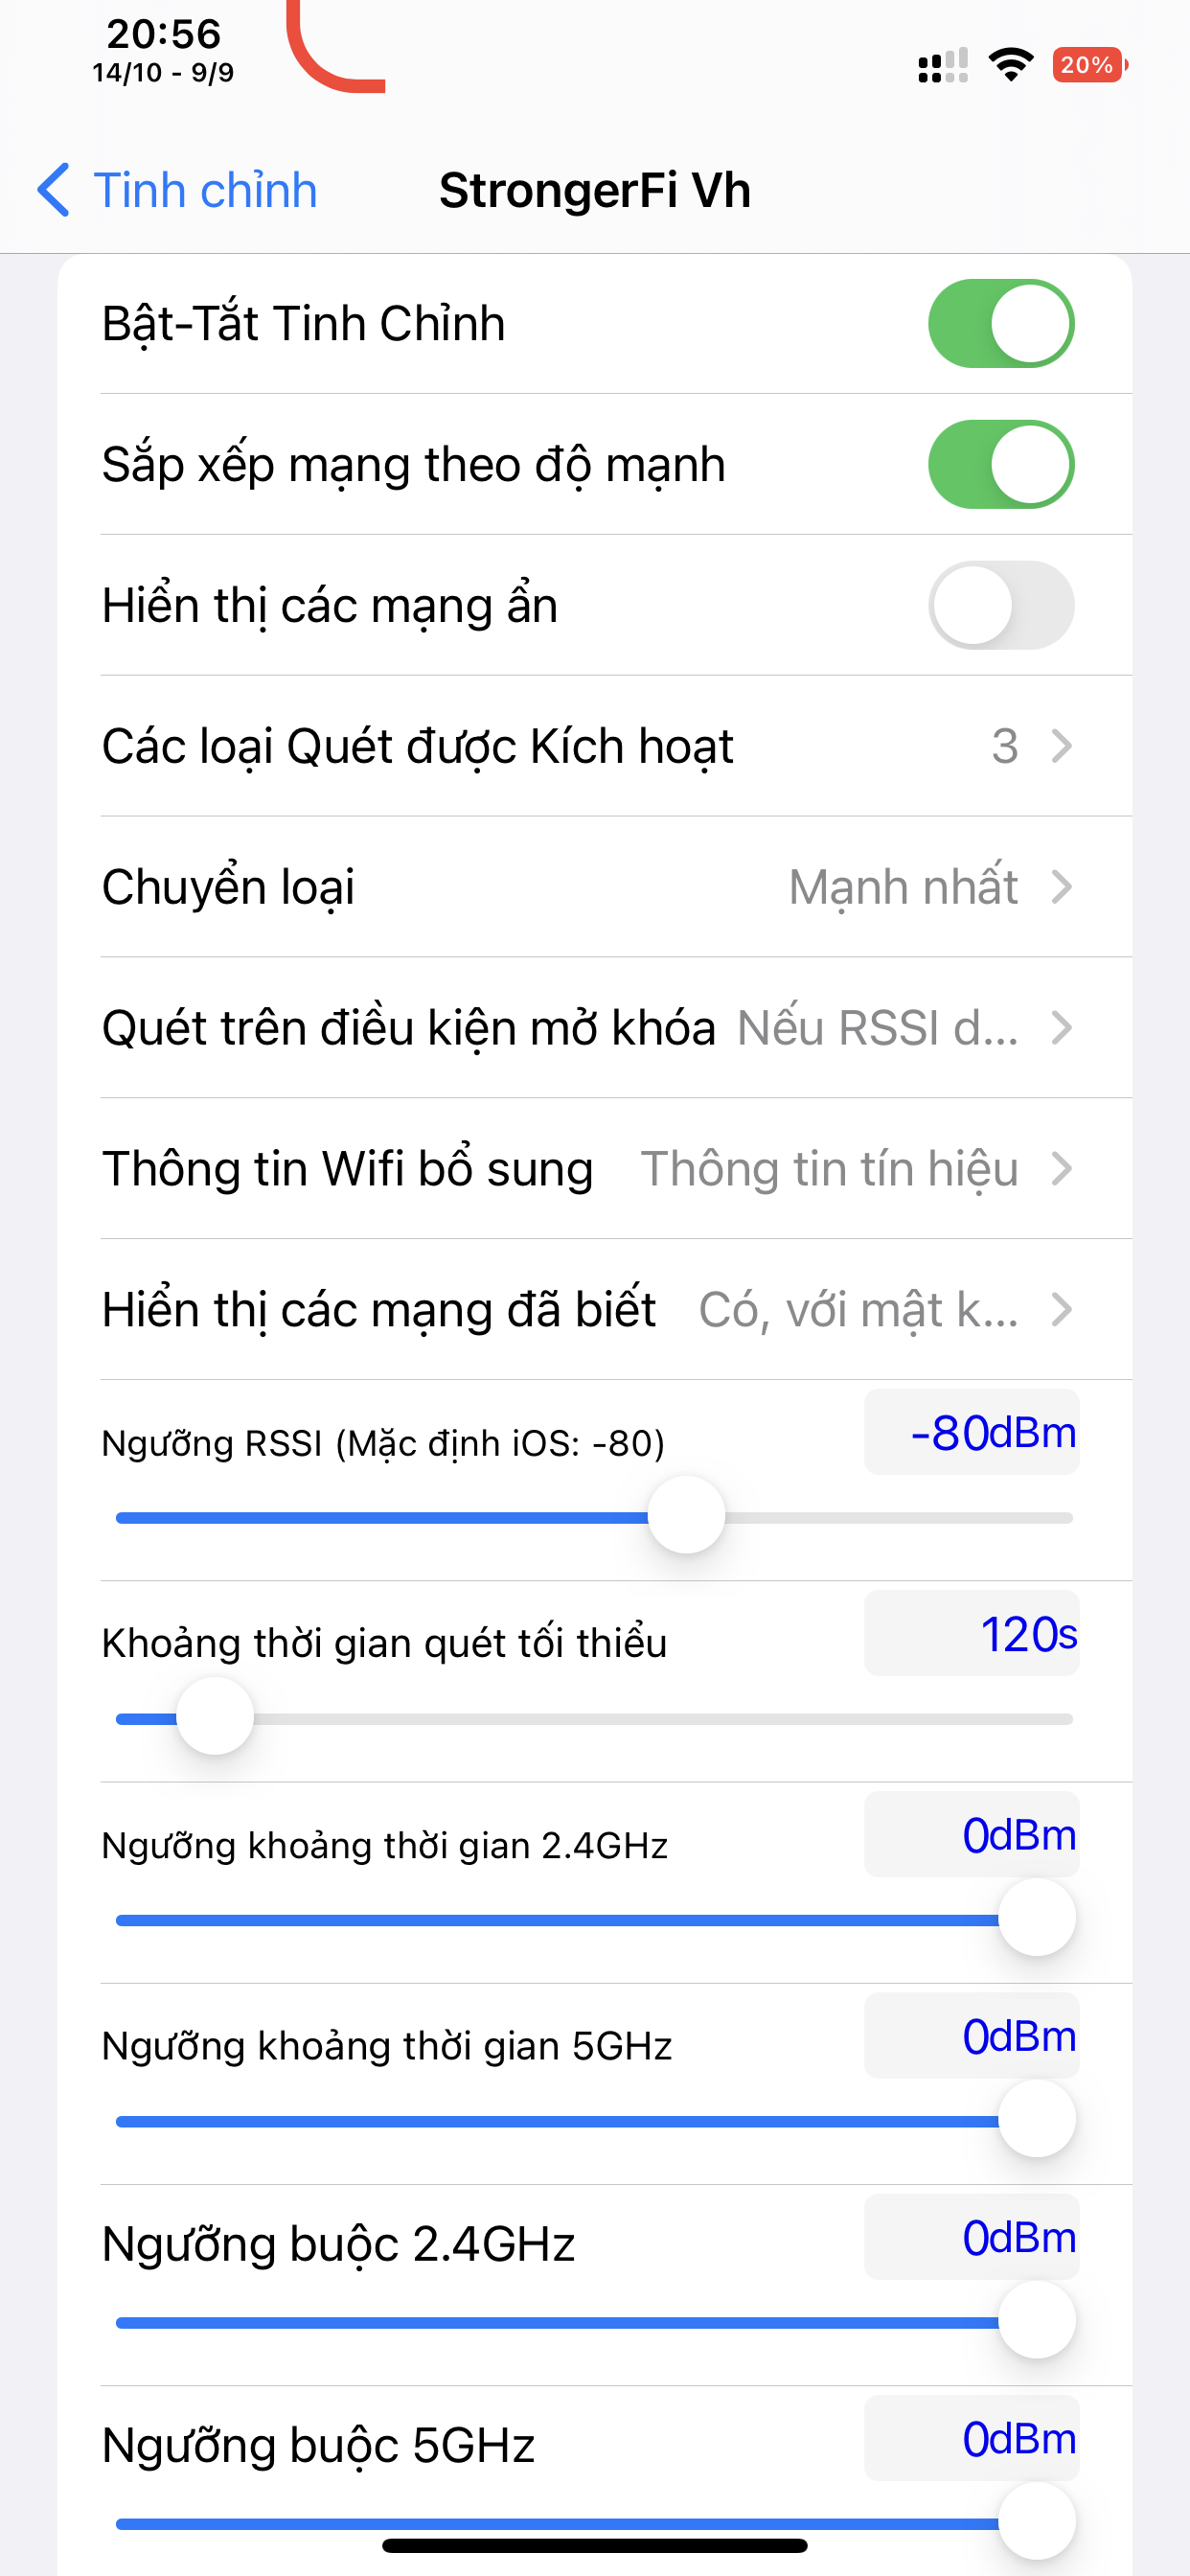 20:56
14/10 - 9/9
20%
Tinh chỉnh
StrongerFi Vh
Bật-Tắt Tinh Chỉnh
Sắp xếp mạng theo độ mạnh
Hiển thị các mạng ẩn
Các loại Quét được Kích hoạt 3
Chuyển loại Mạnh nhất
Quét trên điều kiện mở khóa Nếu RSSI d...
Thông tin Wifi bổ sung Thông tin tín hiệu
Hiển thị các mạng đã biết Có, với mật k...
Ngưỡng RSSI (Mặc định iOS: -80) -80dBm
Khoảng thời gian quét tối thiểu 120s
Ngưỡng khoảng thời gian 2.4GHz 0dBm
Ngưỡng khoảng thời gian 5GHz 0dBm
Ngưỡng buộc 2.4GHz 0dBm
Ngưỡng buộc 5GHz 0dBm